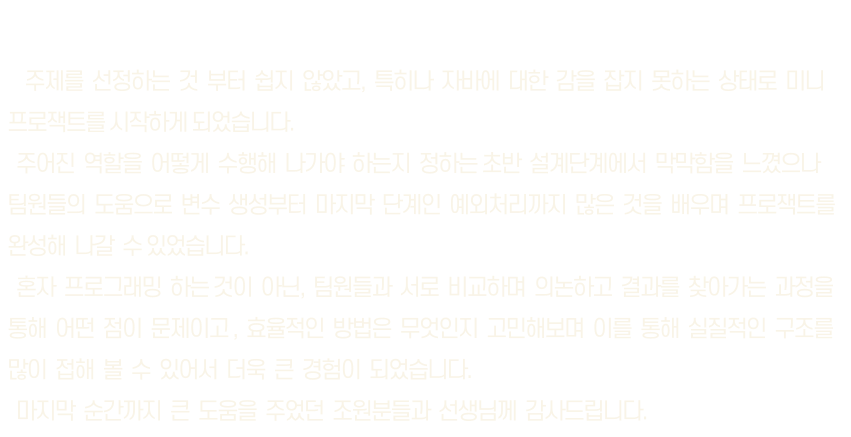 주제를 선정하는 것 부터 쉽지 않았고, 특히나 자바에 대한 감을 잡지 못하는 상태로 미니
프로잭트를 시작하게 되었습니다.
주어진 역할을 어떻게 수행해 나가야 하는지 정하는 초반 설계단계에서 막막함을 느꼈으나
팀원들의 도움으로 변수 생성부터 마지막 단계인 예외처리까지 많은 것을 배우며 프로잭트를
완성해 나갈 수 있었습니다.
혼자 프로그래밍 하는 것이 아닌, 팀원들과 서로 비교하며 의논하고 결과를 찾아가는 과정을
통해 어떤 점이 문제이고, 효율적인 방법은 무엇인지 고민해보며 이를 통해 실질적인 구조를
많이 접해 볼 수 있어서 더욱 큰 경험이 되었습니다.
마지막 순간까지 큰 도움을 주었던 조원분들과 선생님께 감사드립니다.